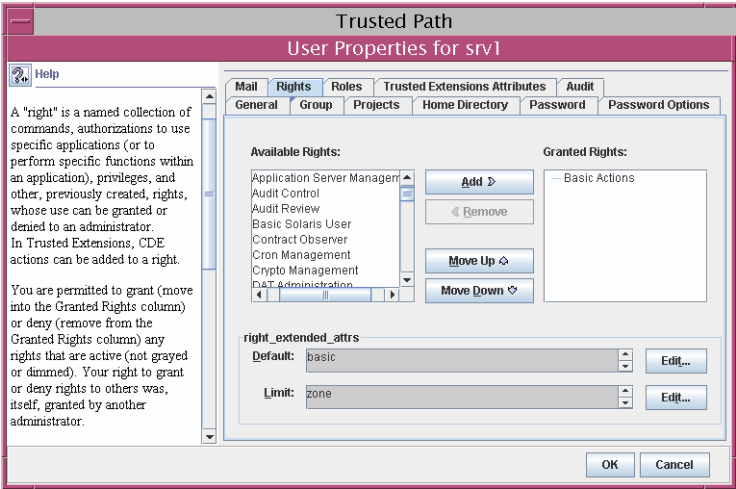 Trusted Path
User Properties for srv1
Help
A "right" is a named collection of
commands, authorizations to use
specific applications (or to
perform specific functions within
an application), privileges, and
other, previously created, rights,
whose use can be granted or
denied to an administrator.
In Trusted Extensions, CDE
actions can be added to a right.
You are permitted to grant (move
into the Granted Rights column)
or deny (remove from the
Granted Rights column) any
rights that are active (not grayed
or dimmed). Your right to grant
or deny rights to others was,
itself, granted by another
administrator.
Mail Rights Roles Trusted Extensions Attributes Audit
General Group Projects Home Directory Password Password Options
Available Rights:
Application Server Managem
Audit Control
Audit Review
Basic Solaris User
Contract Observer
Cron Management
Crypto Management
DAT Administration
Add
Remove
Move Up
Move Down
Granted Rights:
Basic Actions
right_extended_attrs
Default: basic Edit...
Limit: zone Edit...
OK Cancel